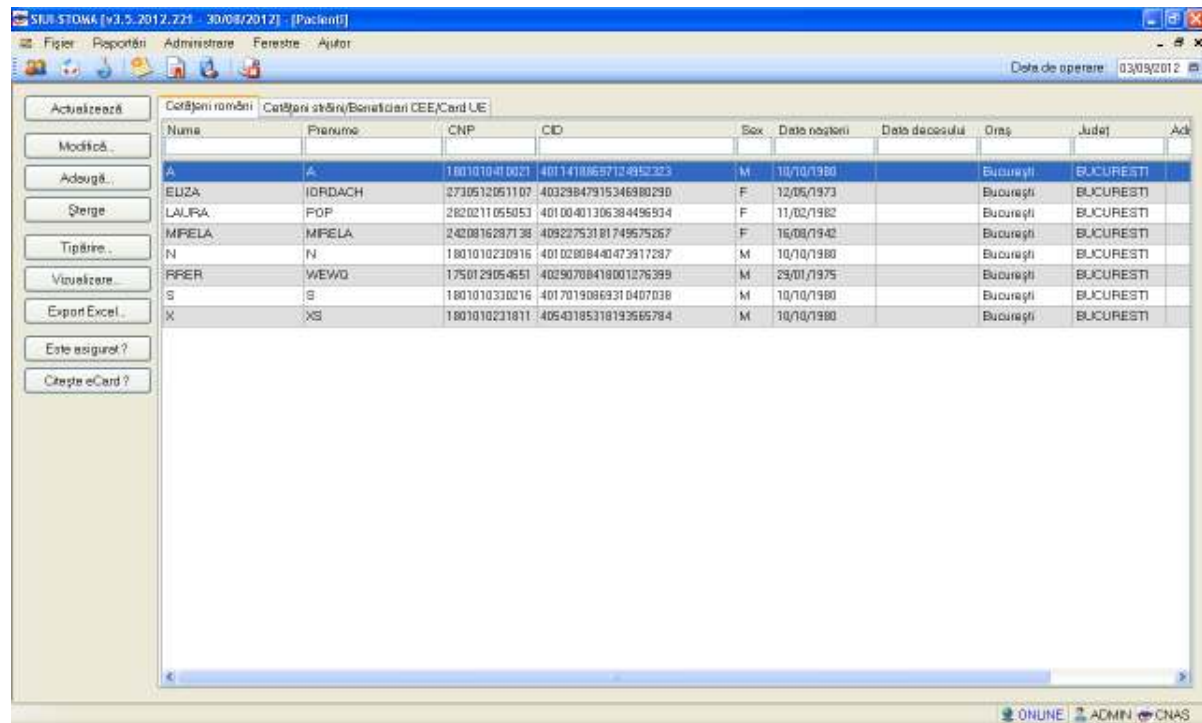 SIUI-STOMA [v3.5.2012.221 - 30/08/2012] - [Pacienţi]
Fişier Raportări Administrare Ferestre Ajutor
Data de operare: 03/09/2012
Actualizează
Modifică...
Adaugă...
Şterge
Tipărire...
Vizualizare...
Export Excel...
Este asigurat ?
Citeşte eCard ?
Cetăţeni români Cetăţeni străini/Beneficiari CEE/Card UE
Nume Prenume CNP CID Sex Data naşterii Data decesului Oraş Judeţ Adr
A A 1801010410021 40114188697124952323 M 10/10/1980 Bucureşti BUCURESTI
ELIZA IORDACH 2730512051107 40329847915346980290 F 12/05/1973 Bucureşti BUCURESTI
LAURA POP 2820211055053 40100401306384496934 F 11/02/1982 Bucureşti BUCURESTI
MIRELA MIRELA 2420816287138 40922753181749575267 F 16/08/1942 Bucureşti BUCURESTI
N N 1801010230916 40102808440473917287 M 10/10/1980 Bucureşti BUCURESTI
RRER WEWQ 1750129054651 40290708418001276399 M 29/01/1975 Bucureşti BUCURESTI
S S 1801010330216 40170190869310407038 M 10/10/1980 Bucureşti BUCURESTI
X XS 1801010231811 40543185318193565784 M 10/10/1980 Bucureşti BUCURESTI
ONLINE ADMIN CNAS